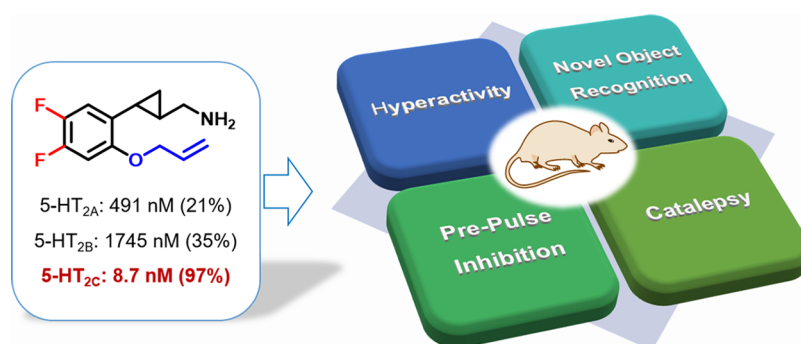 F
F
O
NH₂
5-HT₂A: 491 nM (21%)
5-HT₂B: 1745 nM (35%)
5-HT₂C: 8.7 nM (97%)
Hyperactivity
Novel Object
Recognition
Pre-Pulse
Inhibition
Catalepsy